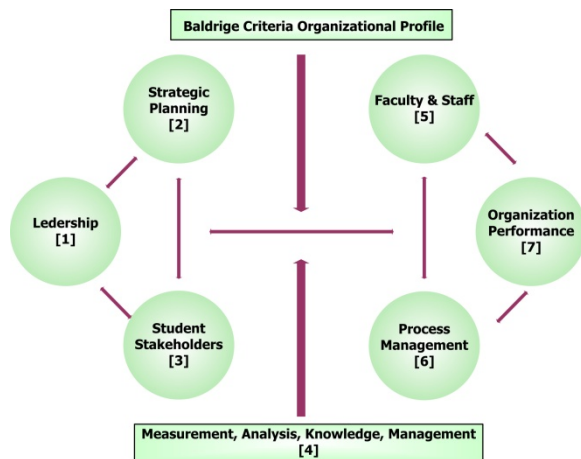 Baldrige Criteria Organizational Profile
Strategic
Planning
[2]
Faculty & Staff
[5]
Ledership
[1]
Organization
Performance
[7]
Student
Stakeholders
[3]
Process
Management
[6]
Measurement, Analysis, Knowledge, Management
[4]